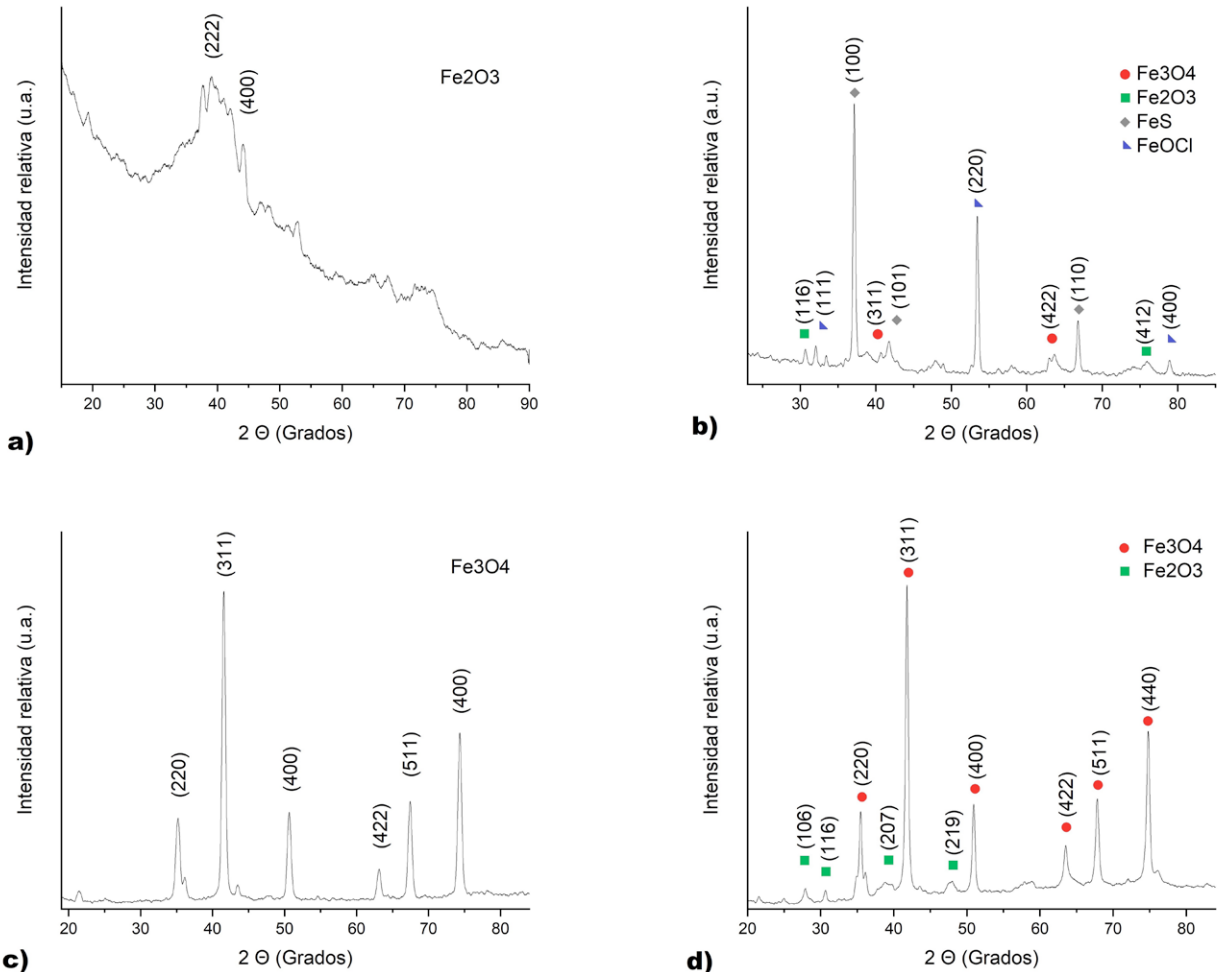 (222)
(400)
Fe2O3
Intensidad relativa (u.a.)
20 30 40 50 60 70 80 90
2 Θ (Grados)
a)
(100)
Fe3O4
Fe2O3
FeS
FeOCl
(220)
(116)
(111)
(311)
(101)
(422)
(110)
(412)
(400)
Intensidad relativa (a.u.)
30 40 50 60 70 80
2 Θ (Grados)
b)
(311)
Fe3O4
(220)
(400)
(422)
(511)
(400)
Intensidad relativa (u.a.)
20 30 40 50 60 70 80
2 Θ (Grados)
c)
(311)
Fe3O4
Fe2O3
(106)
(116)
(220)
(207)
(219)
(400)
(422)
(511)
(440)
Intensidad relativa (u.a.)
20 30 40 50 60 70 80
2 Θ (Grados)
d)